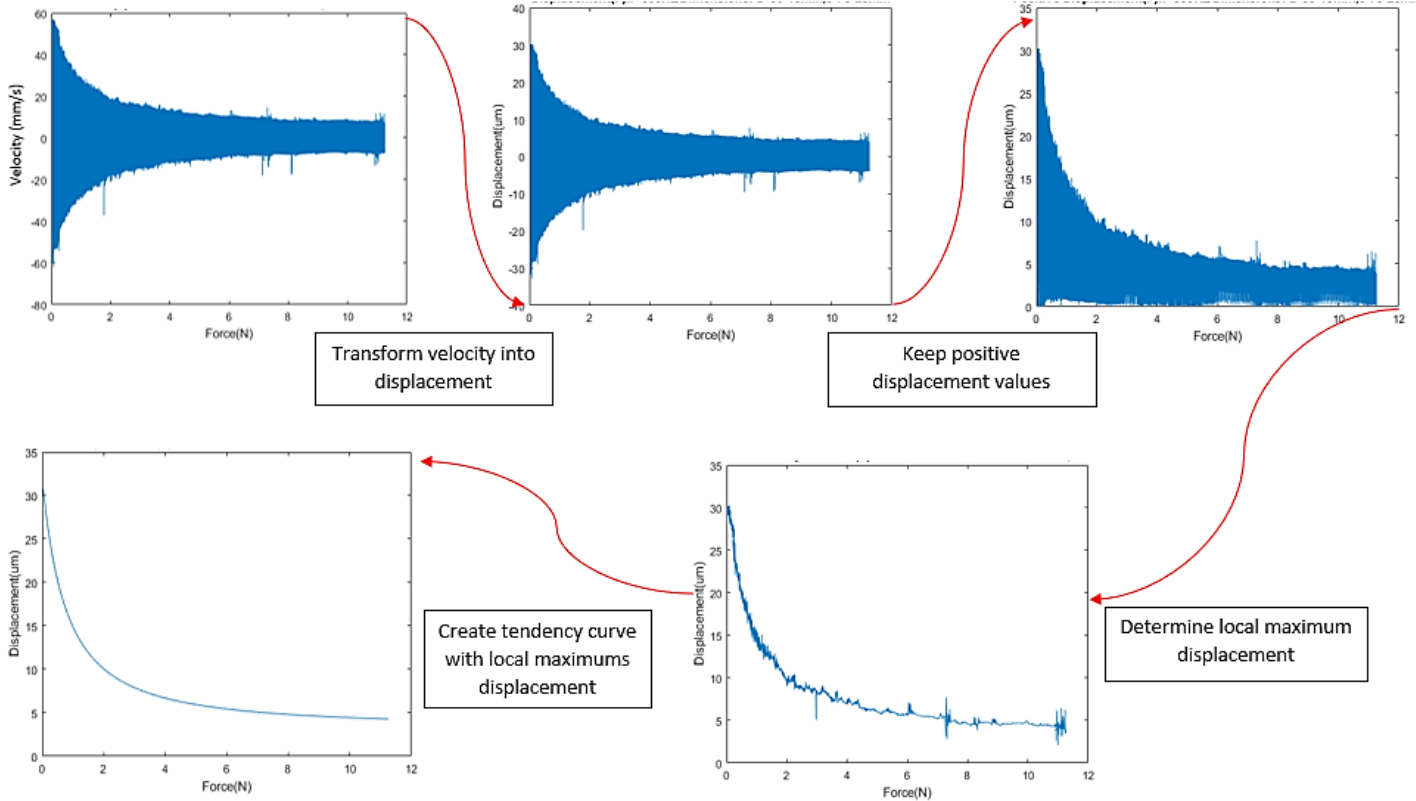 60
40
20
0
-20
-40
-60
-80
Velocity (mm/s)
0 2 4 6 8 10 12
Force(N)
40
30
20
10
0
-10
-20
-30
-40
Displacement(um)
0 2 4 6 8 10 12
Force(N)
35
30
25
20
15
10
5
0
Displacement(um)
0 2 4 6 8 10 12
Force(N)
Transform velocity into
displacement
Keep positive
displacement values
35
30
25
20
15
10
5
0
Displacement(um)
0 2 4 6 8 10 12
Force(N)
Create tendency curve
with local maximums
displacement
35
30
25
20
15
10
5
0
Displacement(um)
0 2 4 6 8 10 12
Force(N)
Determine local maximum
displacement